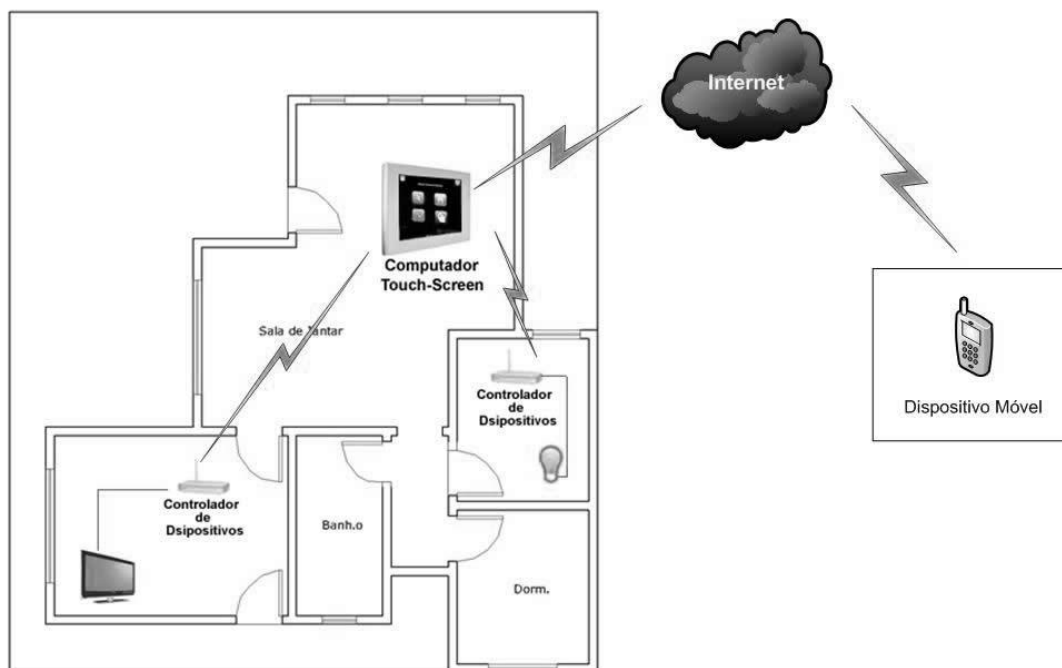 Internet
Computador
Touch-Screen
Sala de Jantar
Controlador
de
Dsipositivos
Dispositivo Móvel
Controlador
de
Dsipositivos
Banh.o
Dorm.